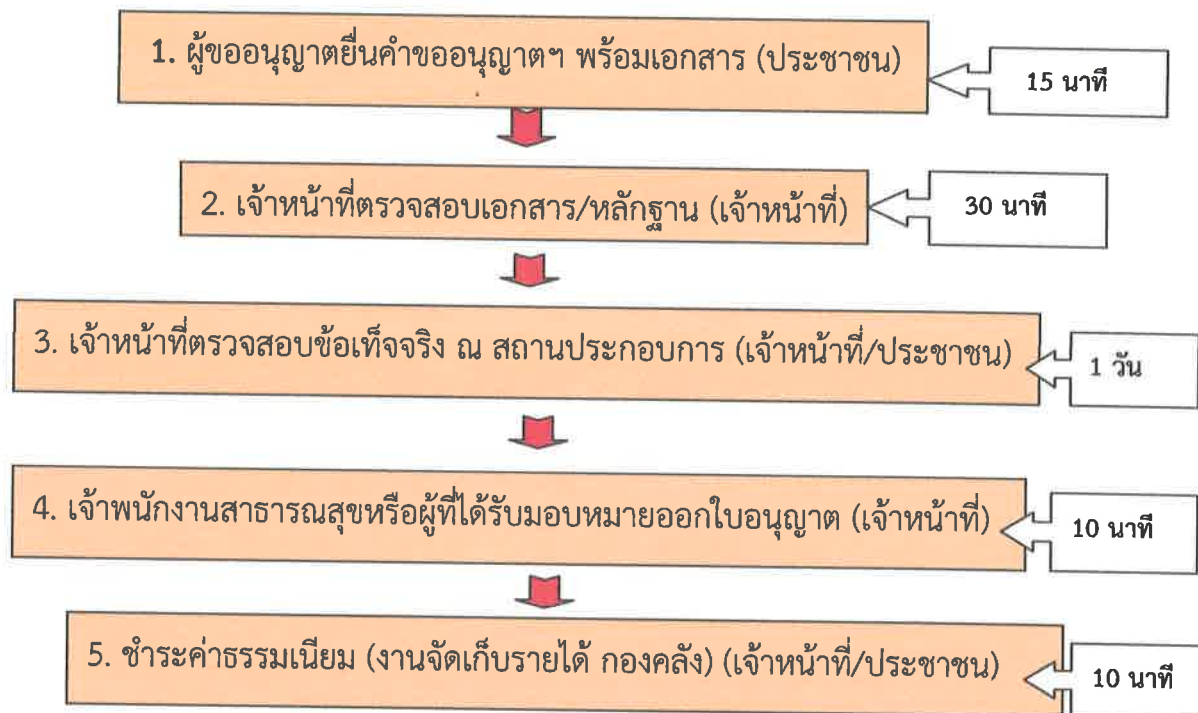 1. ผู้ขออนุญาตยื่นคำขออนุญาตฯ พร้อมเอกสาร (ประชาชน)
15 นาที
2. เจ้าหน้าที่ตรวจสอบเอกสาร/หลักฐาน (เจ้าหน้าที่)
30 นาที
3. เจ้าหน้าที่ตรวจสอบข้อเท็จจริง ณ สถานประกอบการ (เจ้าหน้าที่/ประชาชน)
1 วัน
4. เจ้าพนักงานสาธารณสุขหรือผู้ที่ได้รับมอบหมายออกใบอนุญาต (เจ้าหน้าที่)
10 นาที
5. ชำระค่าธรรมเนียม (งานจัดเก็บรายได้ กองคลัง) (เจ้าหน้าที่/ประชาชน)
10 นาที